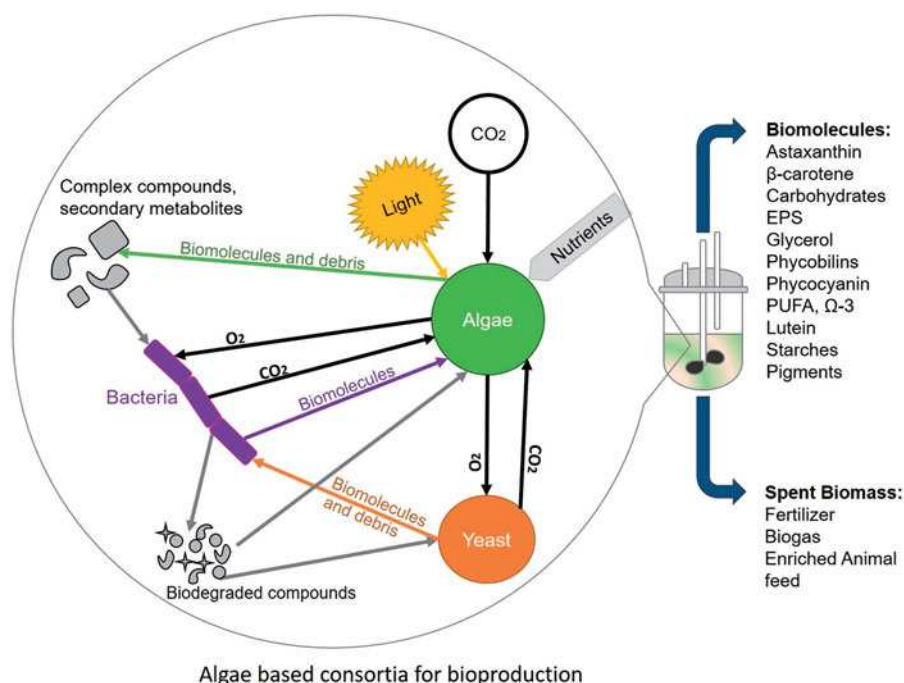 CO2
Light
Nutrients
Complex compounds,
secondary metabolites
Biomolecules and debris
Algae
O2
CO2
Biomolecules
Bacteria
O2
CO2
Biomolecules
and debris
Yeast
Biodegraded compounds
Biomolecules:
Astaxanthin
β-carotene
Carbohydrates
EPS
Glycerol
Phycobilins
Phycocyanin
PUFA, Ω-3
Lutein
Starches
Pigments
Spent Biomass:
Fertilizer
Biogas
Enriched Animal
feed
Algae based consortia for bioproduction